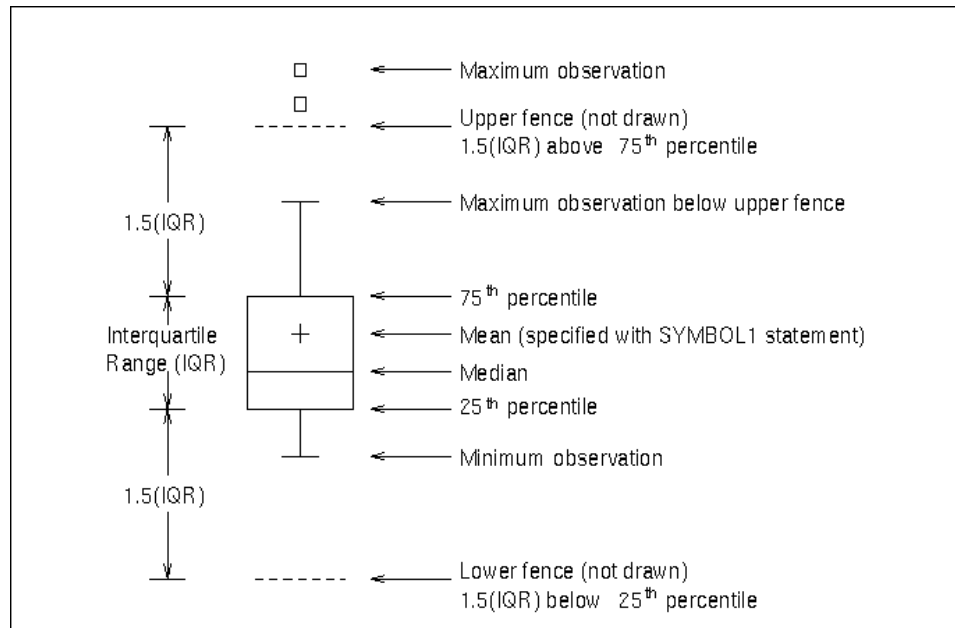 Maximum observation
Upper fence (not drawn)
1.5(IQR) above 75th percentile
Maximum observation below upper fence
1.5(IQR)
75th percentile
Interquartile
Range (IQR)
Mean (specified with SYMBOL1 statement)
Median
25th percentile
Minimum observation
1.5(IQR)
Lower fence (not drawn)
1.5(IQR) below 25th percentile